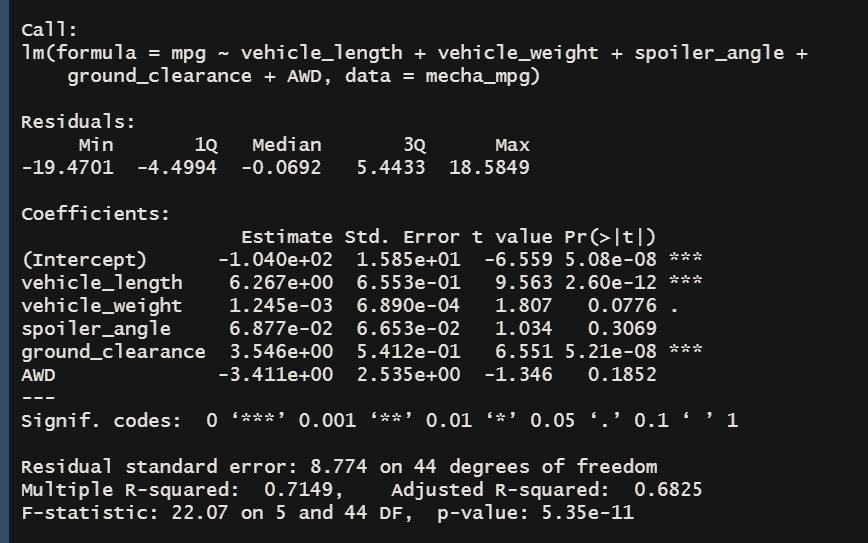 Call:
lm(formula = mpg ~ vehicle_length + vehicle_weight + spoiler_angle +
    ground_clearance + AWD, data = mecha_mpg)

Residuals:
     Min       1Q   Median       3Q      Max
-19.4701  -4.4994  -0.0692   5.4433  18.5849

Coefficients:
                   Estimate Std. Error t value Pr(>|t|)
(Intercept)      -1.040e+02  1.585e+01  -6.559 5.08e-08 ***
vehicle_length    6.267e+00  6.553e-01   9.563 2.60e-12 ***
vehicle_weight    1.245e-03  6.890e-04   1.807   0.0776 .
spoiler_angle     6.877e-02  6.653e-02   1.034   0.3069
ground_clearance  3.546e+00  5.412e-01   6.551 5.21e-08 ***
AWD              -3.411e+00  2.535e+00  -1.346   0.1852
---
Signif. codes:  0 ‘***’ 0.001 ‘**’ 0.01 ‘*’ 0.05 ‘.’ 0.1 ‘ ’ 1

Residual standard error: 8.774 on 44 degrees of freedom
Multiple R-squared:  0.7149,    Adjusted R-squared:  0.6825
F-statistic: 22.07 on 5 and 44 DF,  p-value: 5.35e-11